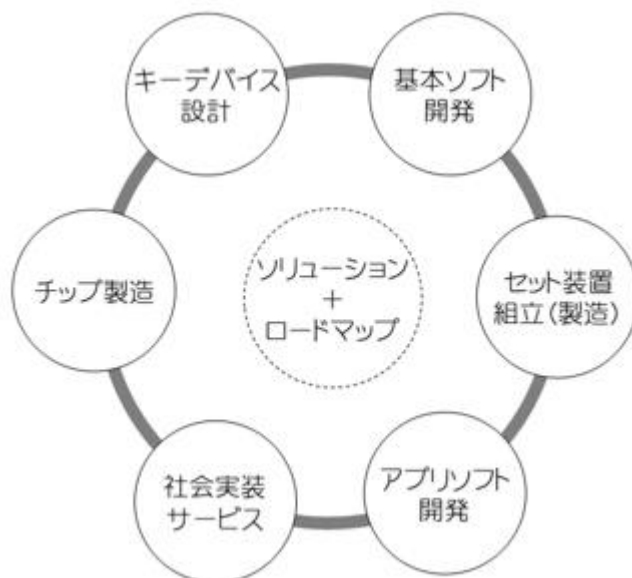 キーデバイス
設計
基本ソフト
開発
チップ製造
ソリューション
+
ロードマップ
セット装置
組立(製造)
社会実装
サービス
アプリソフト
開発